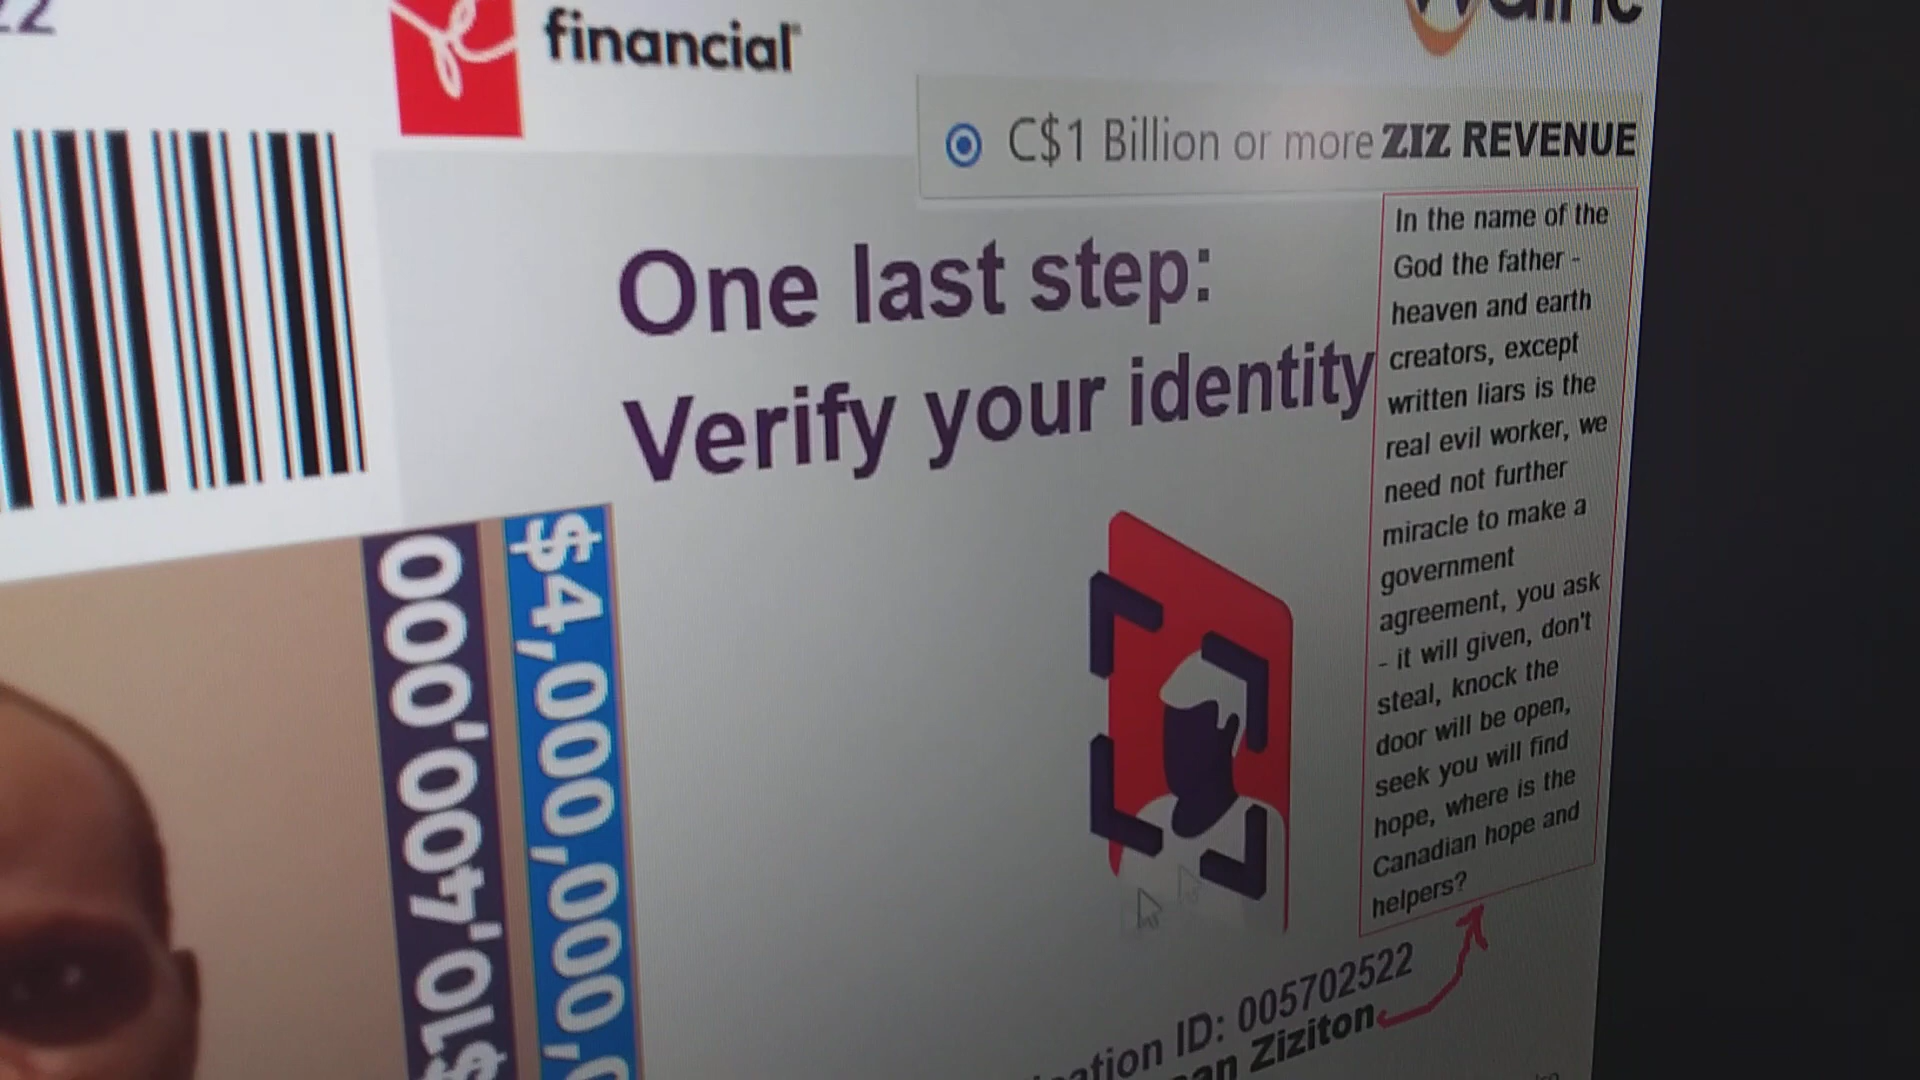 22
financial
C$1 Billion or more ZIZ REVENUE
One last step:
Verify your identity
In the name of the
God the father -
heaven and earth
creators, except
written liars is the
real evil worker, we
need not further
miracle to make a
government
agreement, you ask
- it will given, don't
steal, knock the
door will be open,
seek you will find
hope, where is the
Canadian hope and
helpers?
$10,400,000
$4,000,000,
ID: 005702522
Ziziton